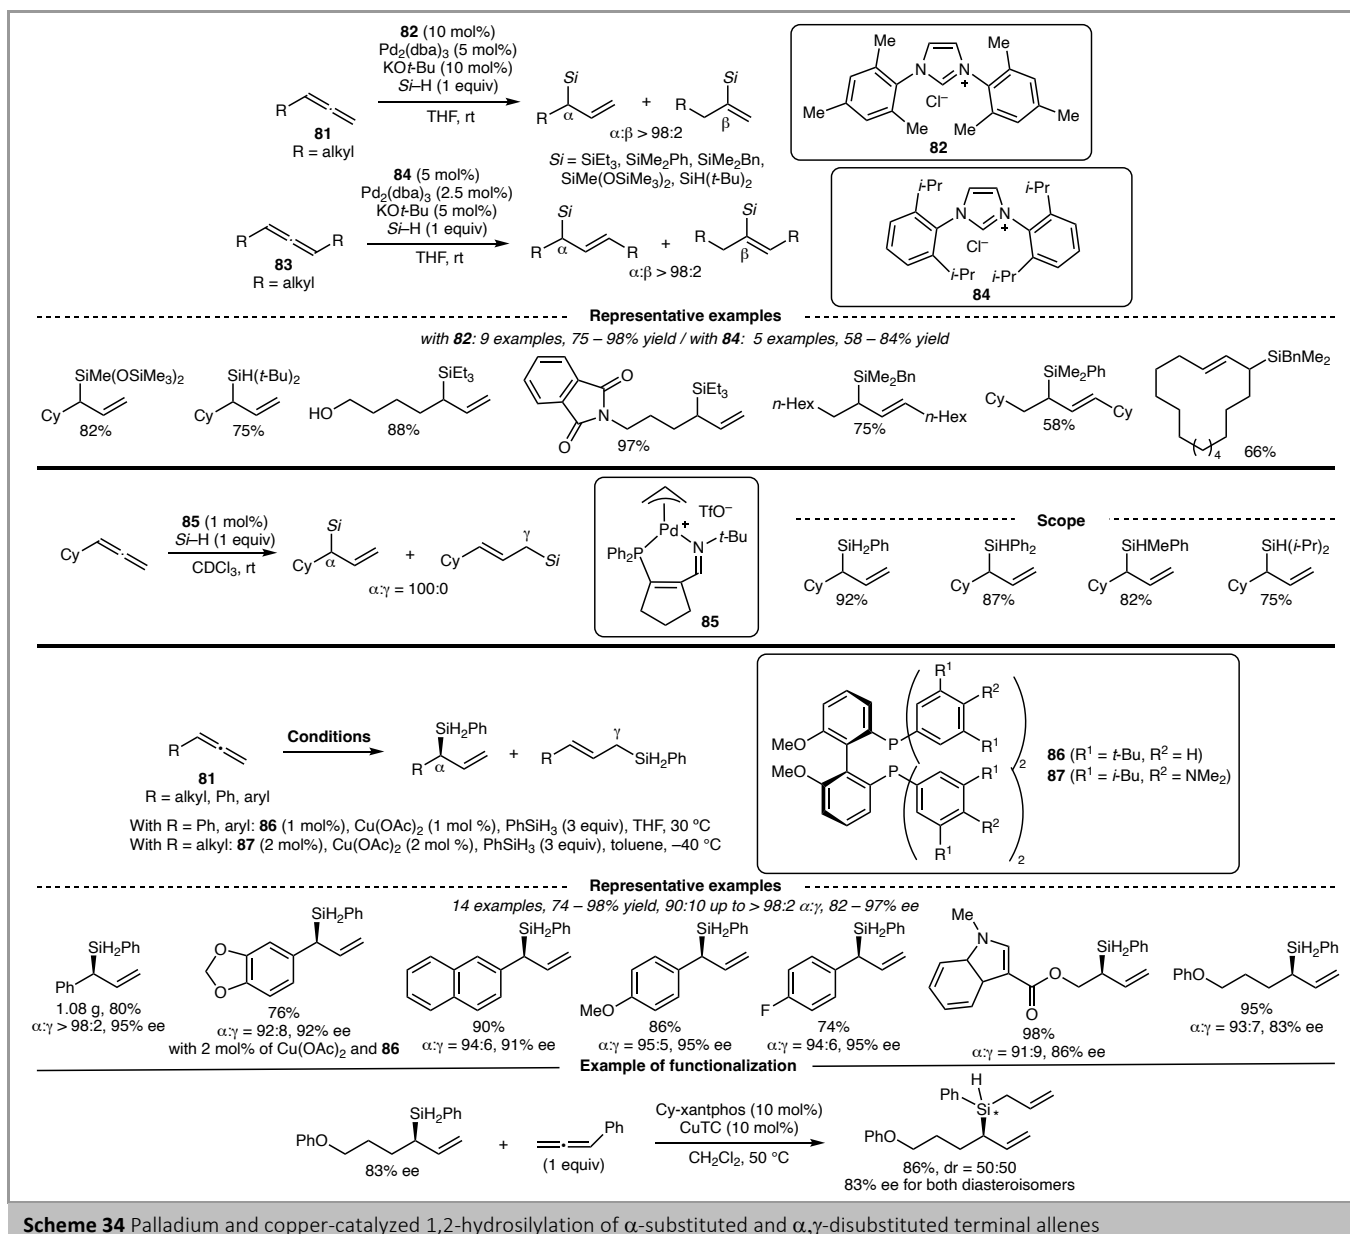 82 (10 mol%)
Pd2(dba)3 (5 mol%)
KOt-Bu (10 mol%)
Si–H (1 equiv)
THF, rt
R
81
R = alkyl
Si
R
α
+
Si
R
β
α:β > 98:2
Si = SiEt3, SiMe2Ph, SiMe2Bn,
SiMe(OSiMe3)2, SiH(t-Bu)2
Me
Me
N
N
+
Cl–
Me
Me
Me
Me
82
84 (5 mol%)
Pd2(dba)3 (2.5 mol%)
KOt-Bu (5 mol%)
Si–H (1 equiv)
THF, rt
R
R
83
R = alkyl
Si
R
α
R
+
Si
R
R
β
α:β > 98:2
i-Pr
i-Pr
N
N
+
Cl–
i-Pr
i-Pr
84
Representative examples
with 82: 9 examples, 75 – 98% yield / with 84: 5 examples, 58 – 84% yield
SiMe(OSiMe3)2
Cy
82%
SiH(t-Bu)2
Cy
75%
SiEt3
HO
88%
O
N
O
SiEt3
97%
SiMe2Bn
n-Hex
n-Hex
75%
SiMe2Ph
Cy
Cy
58%
SiBnMe2
( )4
66%
Cy
85 (1 mol%)
Si–H (1 equiv)
CDCl3, rt
Si
Cy
α
+
γ
Cy
Si
α:γ = 100:0
TfO–
Pd
+
Ph2P
N
t-Bu
85
Scope
SiH2Ph
Cy
92%
SiHPh2
Cy
87%
SiHMePh
Cy
82%
SiH(i-Pr)2
Cy
75%
R
81
R = alkyl, Ph, aryl
Conditions
SiH2Ph
R
α
+
γ
R
SiH2Ph
With R = Ph, aryl: 86 (1 mol%), Cu(OAc)2 (1 mol %), PhSiH3 (3 equiv), THF, 30 ºC
With R = alkyl: 87 (2 mol%), Cu(OAc)2 (2 mol %), PhSiH3 (3 equiv), toluene, –40 ºC
R1
R2
R1
MeO
P
2
MeO
P
R1
R2
R1
2
86 (R1 = t-Bu, R2 = H)
87 (R1 = i-Bu, R2 = NMe2)
Representative examples
14 examples, 74 – 98% yield, 90:10 up to > 98:2 α:γ, 82 – 97% ee
SiH2Ph
Ph
1.08 g, 80%
α:γ > 98:2, 95% ee
SiH2Ph
O
O
76%
α:γ = 92:8, 92% ee
with 2 mol% of Cu(OAc)2 and 86
SiH2Ph
90%
α:γ = 94:6, 91% ee
SiH2Ph
MeO
86%
α:γ = 95:5, 95% ee
SiH2Ph
F
74%
α:γ = 94:6, 95% ee
Me
N
O
O
SiH2Ph
98%
α:γ = 91:9, 86% ee
SiH2Ph
PhO
95%
α:γ = 93:7, 83% ee
Example of functionalization
SiH2Ph
PhO
83% ee
+
Ph
(1 equiv)
Cy-xantphos (10 mol%)
CuTC (10 mol%)
CH2Cl2, 50 °C
H
Ph
Si*
PhO
86%, dr = 50:50
83% ee for both diasteroisomers
Scheme 34 Palladium and copper-catalyzed 1,2-hydrosilylation of α-substituted and α,γ-disubstituted terminal allenes